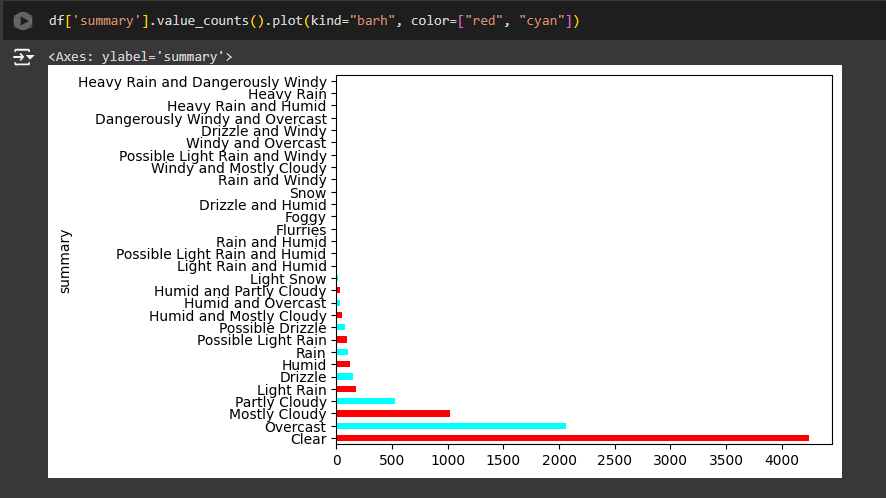 df['summary'].value_counts().plot(kind="barh", color=["red", "cyan"])
<Axes: ylabel='summary'>
Heavy Rain and Dangerously Windy
Heavy Rain
Heavy Rain and Humid
Dangerously Windy and Overcast
Drizzle and Windy
Windy and Overcast
Possible Light Rain and Windy
Windy and Mostly Cloudy
Rain and Windy
Snow
Drizzle and Humid
Foggy
Flurries
Rain and Humid
Possible Light Rain and Humid
Light Rain and Humid
Light Snow
Humid and Partly Cloudy
Humid and Overcast
Humid and Mostly Cloudy
Possible Drizzle
Possible Light Rain
Rain
Humid
Drizzle
Light Rain
Partly Cloudy
Mostly Cloudy
Overcast
Clear
summary
0 500 1000 1500 2000 2500 3000 3500 4000